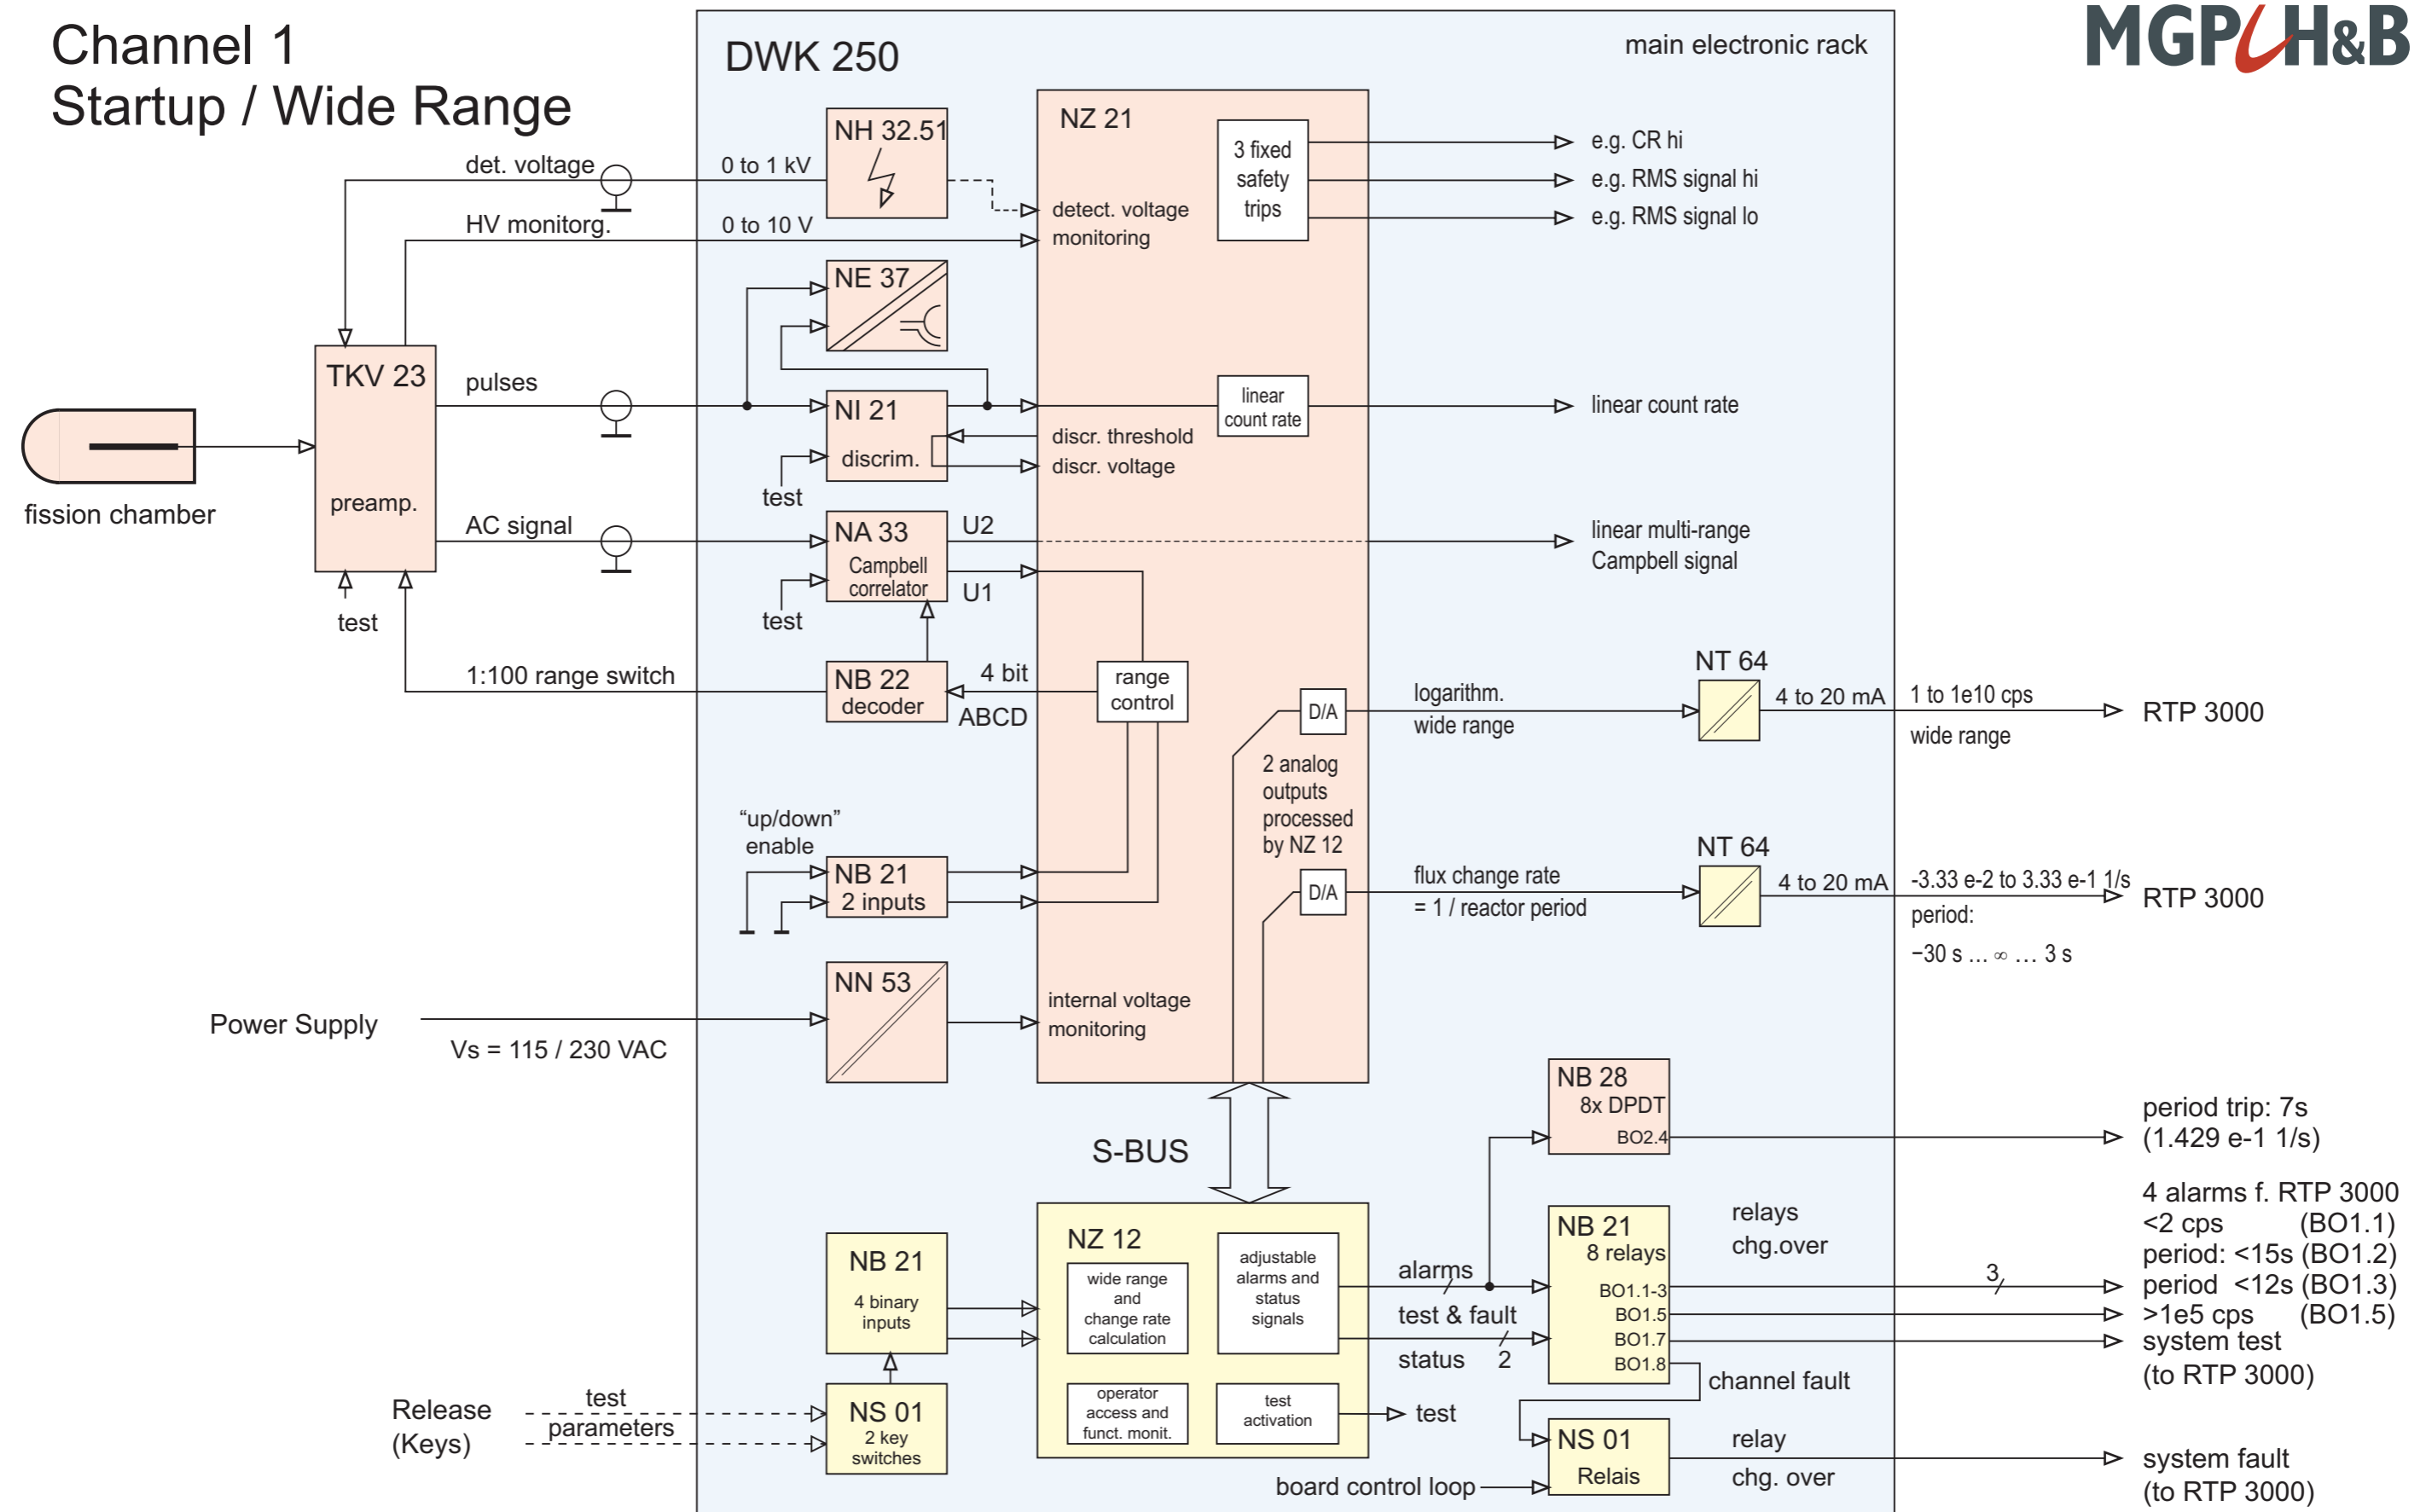 Channel 1
Startup / Wide Range
DWK 250
main electronic rack
MGP H&B
NH 32.51
NZ 21
3 fixed
safety
trips
e.g. CR hi
e.g. RMS signal hi
e.g. RMS signal lo
det. voltage
0 to 1 kV
HV monitorg.
0 to 10 V
detect. voltage
monitoring
NE 37
TKV 23
preamp.
fission chamber
pulses
NI 21
discrim.
test
linear
count rate
linear count rate
discr. threshold
discr. voltage
AC signal
NA 33
Campbell
correlator
U2
U1
test
linear multi-range
Campbell signal
test
1:100 range switch
NB 22
decoder
4 bit
ABCD
range
control
D/A
logarithm.
wide range
NT 64
4 to 20 mA
1 to 1e10 cps
wide range
RTP 3000
2 analog
outputs
processed
by NZ 12
"up/down"
enable
NB 21
2 inputs
D/A
flux change rate
= 1 / reactor period
NT 64
4 to 20 mA
-3.33 e-2 to 3.33 e-1 1/s
period:
−30 s ... ∞ ... 3 s
RTP 3000
Power Supply
Vs = 115 / 230 VAC
NN 53
internal voltage
monitoring
S-BUS
NB 28
8x DPDT
BO2.4
period trip: 7s
(1.429 e-1 1/s)
NB 21
4 binary
inputs
NZ 12
wide range
and
change rate
calculation
adjustable
alarms and
status
signals
operator
access and
funct. monit.
test
activation
test
alarms
test & fault
status
2
NB 21
8 relays
BO1.1-3
BO1.5
BO1.7
BO1.8
relays
chg.over
3
4 alarms f. RTP 3000
<2 cps (BO1.1)
period: <15s (BO1.2)
period <12s (BO1.3)
>1e5 cps (BO1.5)
system test
(to RTP 3000)
channel fault
Release
(Keys)
test
parameters
NS 01
2 key
switches
NS 01
Relais
board control loop
relay
chg. over
system fault
(to RTP 3000)